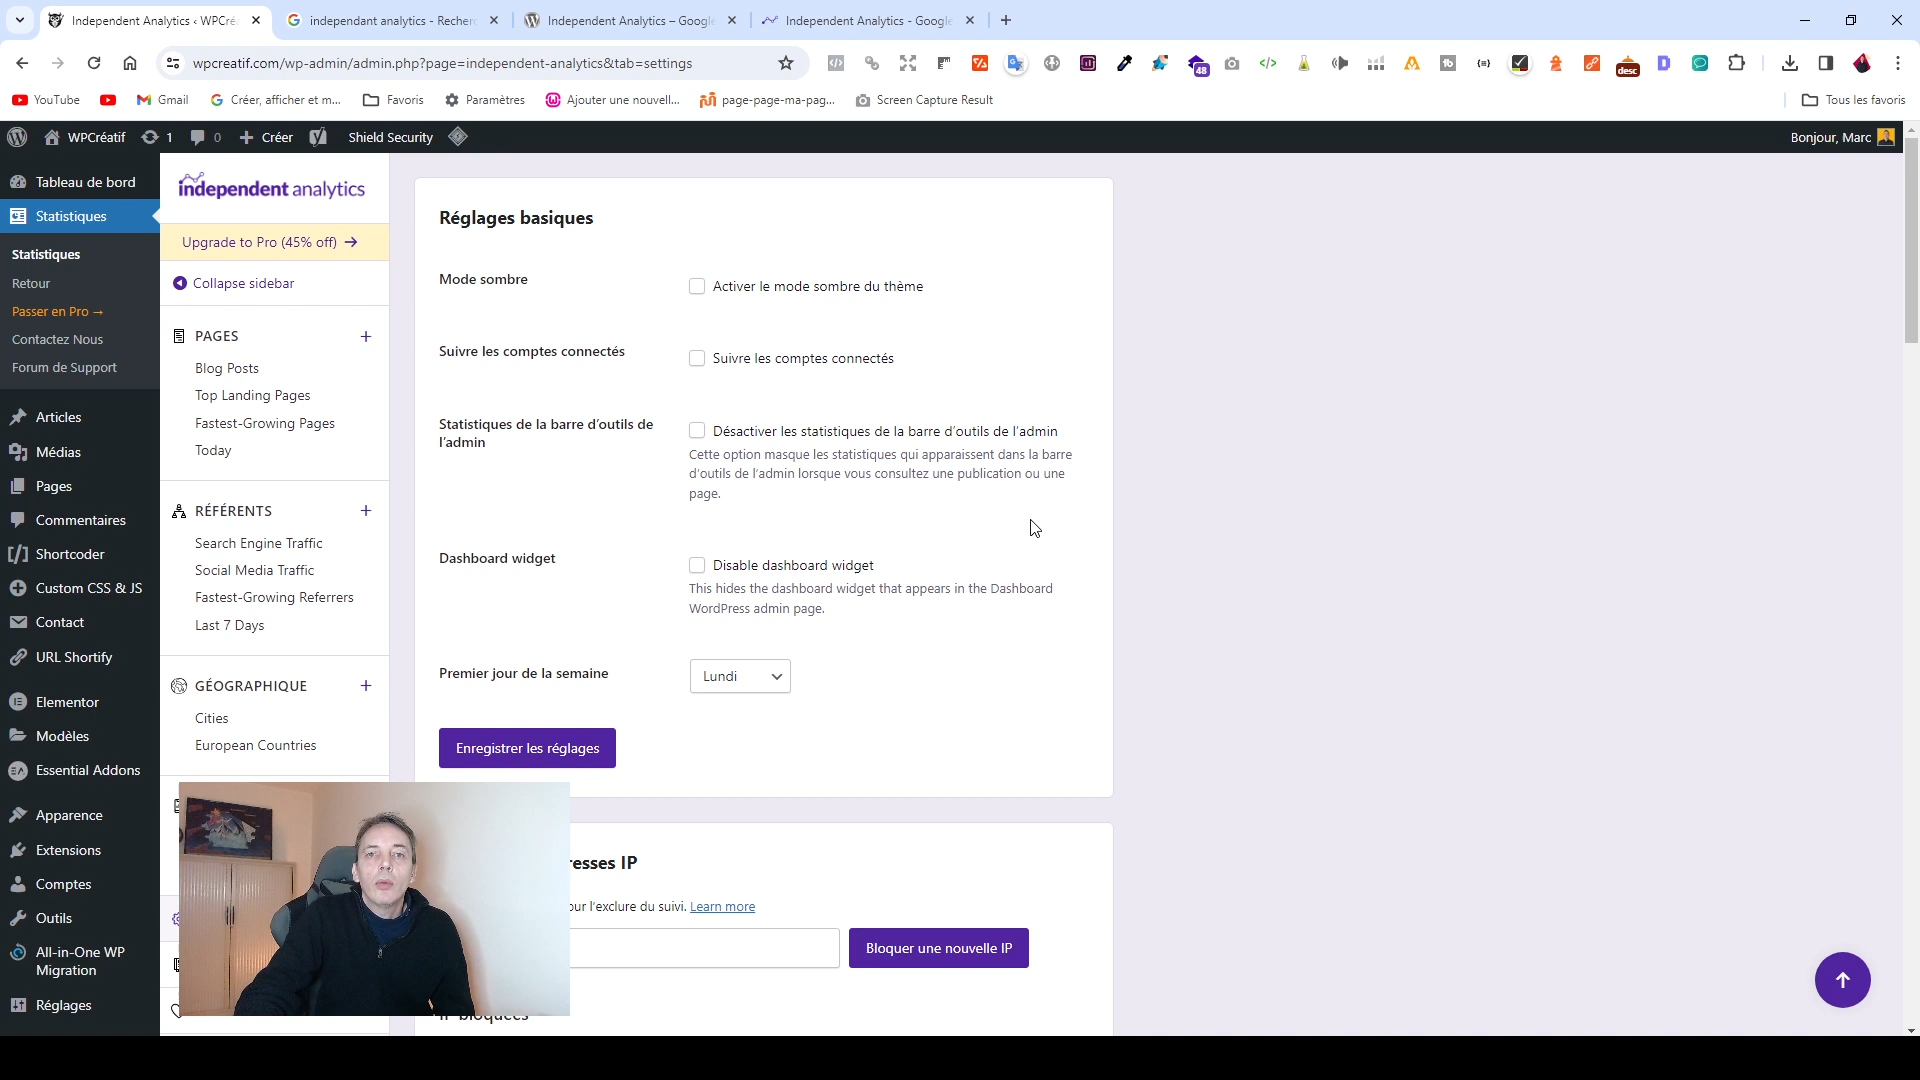 Independent Analytics ‹ WPCré
independant analytics - Recher
Independent Analytics – Google
Independent Analytics - Google
wpcreatif.com/wp-admin/admin.php?page=independent-analytics&tab=settings
48
desc
YouTube
Gmail
Créer, afficher et m...
Favoris
Paramètres
Ajouter une nouvell...
page-page-ma-pag...
Screen Capture Result
Tous les favoris
WPCréatif
1
0
Créer
Shield Security
Bonjour, Marc
Tableau de bord
Statistiques
Statistiques
Retour
Passer en Pro →
Contactez Nous
Forum de Support
Articles
Médias
Pages
Commentaires
Shortcoder
Custom CSS & JS
Contact
URL Shortify
Elementor
Modèles
Essential Addons
Apparence
Extensions
Comptes
Outils
All-in-One WP
Migration
Réglages
independent analytics
Upgrade to Pro (45% off) →
Collapse sidebar
PAGES
Blog Posts
Top Landing Pages
Fastest-Growing Pages
Today
RÉFÉRENTS
Search Engine Traffic
Social Media Traffic
Fastest-Growing Referrers
Last 7 Days
GÉOGRAPHIQUE
Cities
European Countries
Réglages basiques
Mode sombre
Activer le mode sombre du thème
Suivre les comptes connectés
Suivre les comptes connectés
Statistiques de la barre d’outils de
l’admin
Désactiver les statistiques de la barre d’outils de l’admin
Cette option masque les statistiques qui apparaissent dans la barre
d’outils de l’admin lorsque vous consultez une publication ou une
page.
Dashboard widget
Disable dashboard widget
This hides the dashboard widget that appears in the Dashboard
WordPress admin page.
Premier jour de la semaine
Lundi
Enregistrer les réglages
resses IP
our l’exclure du suivi. Learn more
Bloquer une nouvelle IP